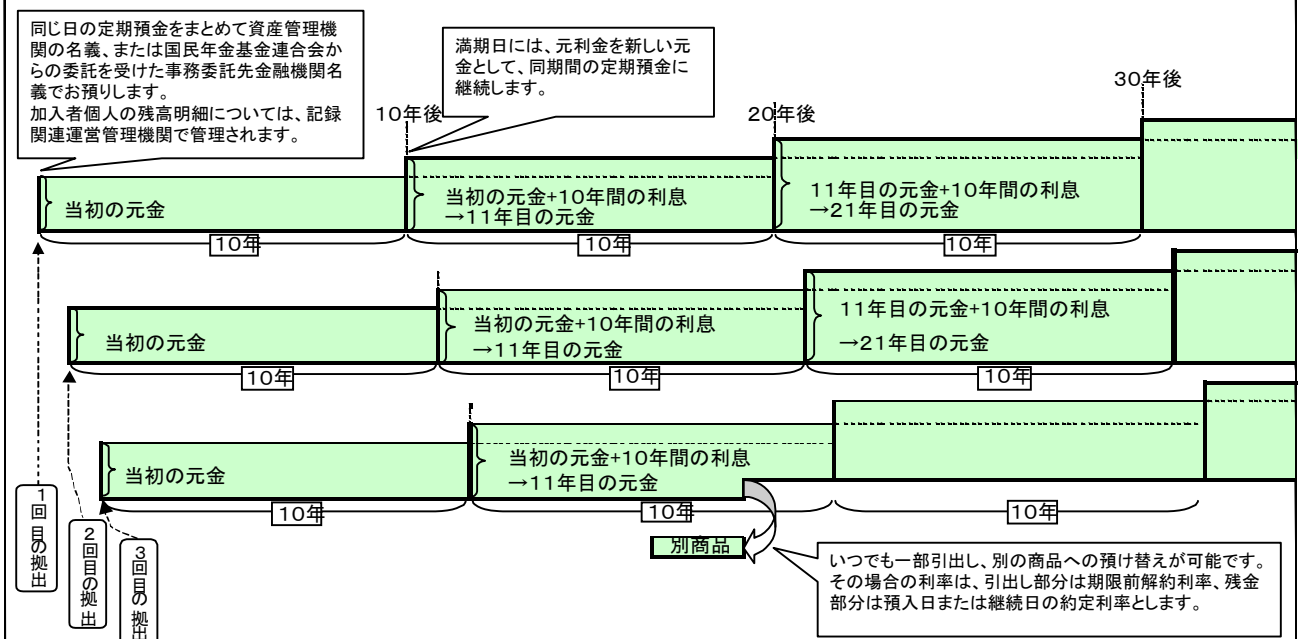 同じ日の定期預金をまとめて資産管理機
関の名義、または国民年金基金連合会か
らの委託を受けた事務委託先金融機関名
義でお預りします。
加入者個人の残高明細については、記録
関連運営管理機関で管理されます。
満期日には、元利金を新しい元
金として、同期間の定期預金に
継続します。
10年後
20年後
30年後
当初の元金
当初の元金+10年間の利息
→11年目の元金
11年目の元金+10年間の利息
→21年目の元金
10年
10年
10年
当初の元金
当初の元金+10年間の利息
→11年目の元金
11年目の元金+10年間の利息
→21年目の元金
10年
10年
10年
当初の元金
当初の元金+10年間の利息
→11年目の元金
10年
10年
10年
1回目の拠出
2回目の拠出
3回目の拠出
別商品
いつでも一部引出し、別の商品への預け替えが可能です。
その場合の利率は、引出し部分は期限前解約利率、残金
部分は預入日または継続日の約定利率とします。